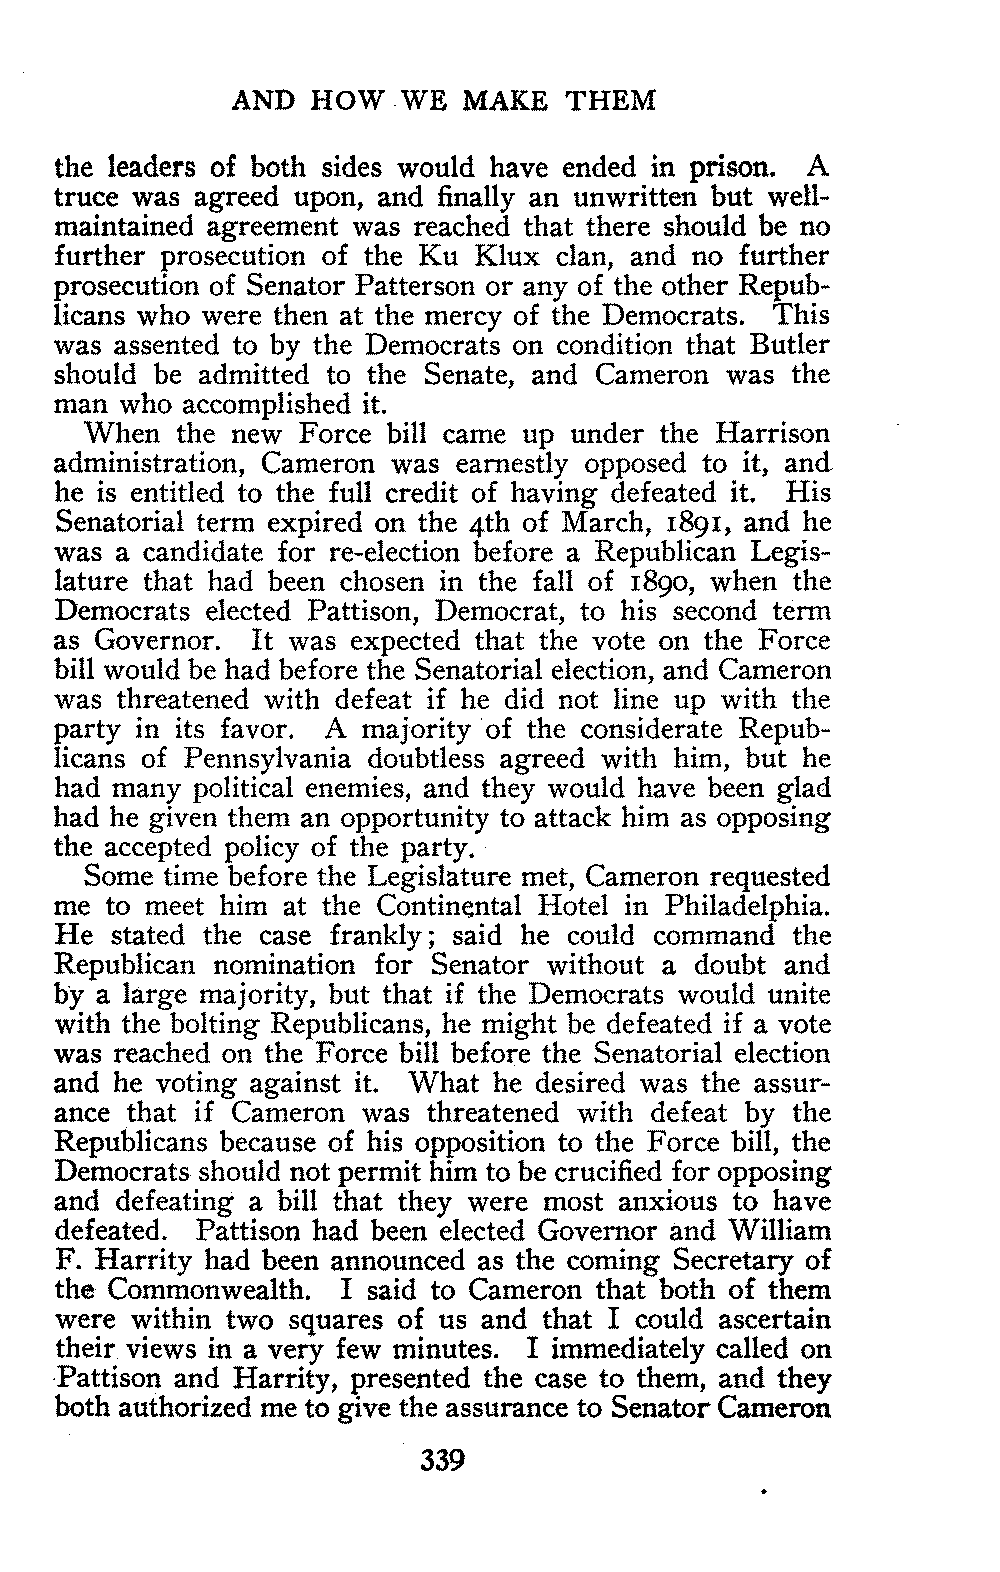 AND HOW WE MAKE THEM
the leaders of both sides would have ended in prison. A
truce was agreed upon, and finally an unwritten but well-
maintained agreement was reached that there should be no
further prosecution of the Ku Klux clan, and no further
prosecution of Senator Patterson or any of the other Repub-
licans who were then at the mercy of the Democrats. This
was assented to by the Democrats on condition that Butler
should be admitted to the Senate, and Cameron was the
man who accomplished it.
When the new Force bill came up under the Harrison
administration, Cameron was earnestly opposed to it, and
he is entitled to the full credit of having defeated it. His
Senatorial term expired on the 4th of March, 1891, and he
was a candidate for re-election before a Republican Legis-
lature that had been chosen in the fall of 1890, when the
Democrats elected Pattison, Democrat, to his second term
as Governor. It was expected that the vote on the Force
bill would be had before the Senatorial election, and Cameron
was threatened with defeat if he did not line up with the
party in its favor. A majority of the considerate Repub-
licans of Pennsylvania doubtless agreed with him, but he
had many political enemies, and they would have been glad
had he given them an opportunity to attack him as opposing
the accepted policy of the party.
Some time before the Legislature met, Cameron requested
me to meet him at the Continental Hotel in Philadelphia.
He stated the case frankly; said he could command the
Republican nomination for Senator without a doubt and
by a large majority, but that if the Democrats would unite
with the bolting Republicans, he might be defeated if a vote
was reached on the Force bill before the Senatorial election
and he voting against it. What he desired was the assur-
ance that if Cameron was threatened with defeat by the
Republicans because of his opposition to the Force bill, the
Democrats should not permit him to be crucified for opposing
and defeating a bill that they were most anxious to have
defeated. Pattison had been elected Governor and William
F. Harrity had been announced as the coming Secretary of
the Commonwealth. I said to Cameron that both of them
were within two squares of us and that I could ascertain
their views in a very few minutes. I immediately called on
Pattison and Harrity, presented the case to them, and they
both authorized me to give the assurance to Senator Cameron
339